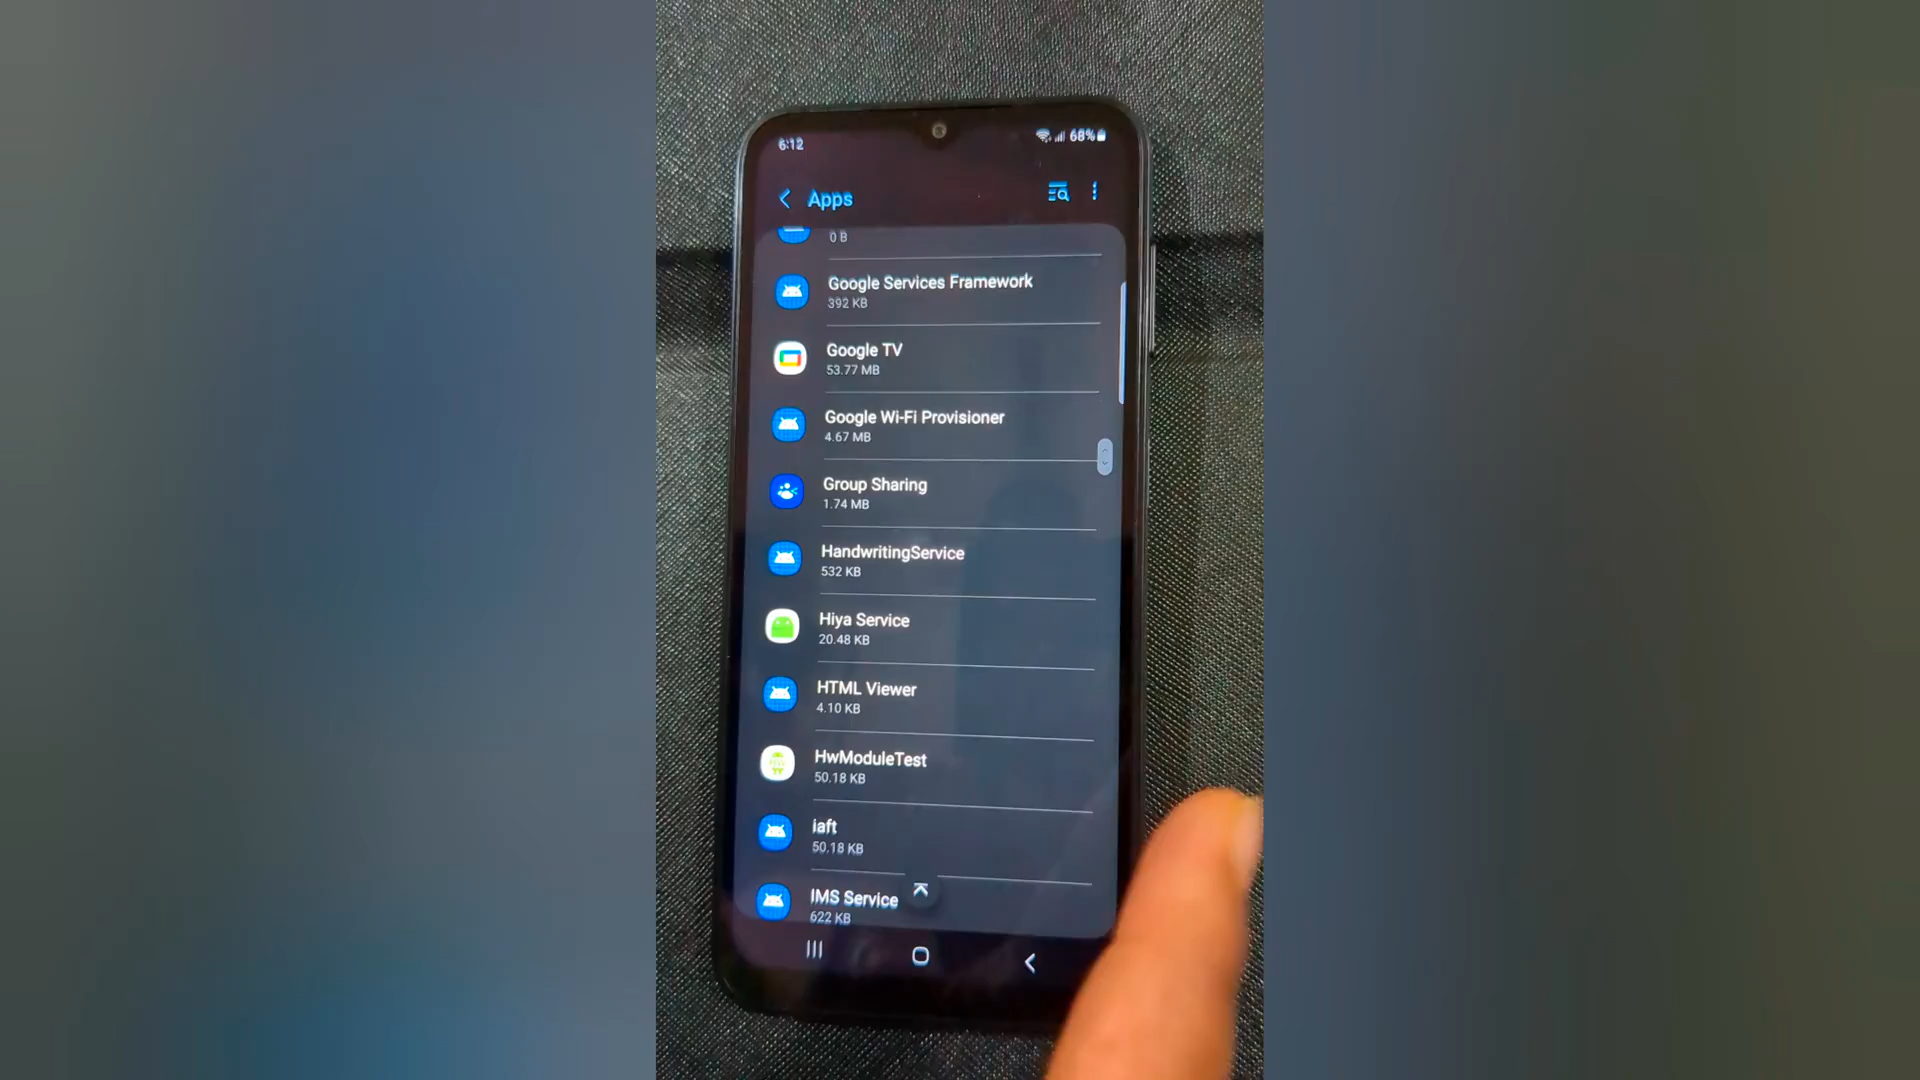 6:12
68%
Apps
0 B
Google Services Framework
392 KB
Google TV
53.77 MB
Google Wi-Fi Provisioner
4.67 MB
Group Sharing
1.74 MB
HandwritingService
532 KB
Hiya Service
20.48 KB
HTML Viewer
4.10 KB
HwModuleTest
50.18 KB
iaft
50.18 KB
IMS Service
622 KB